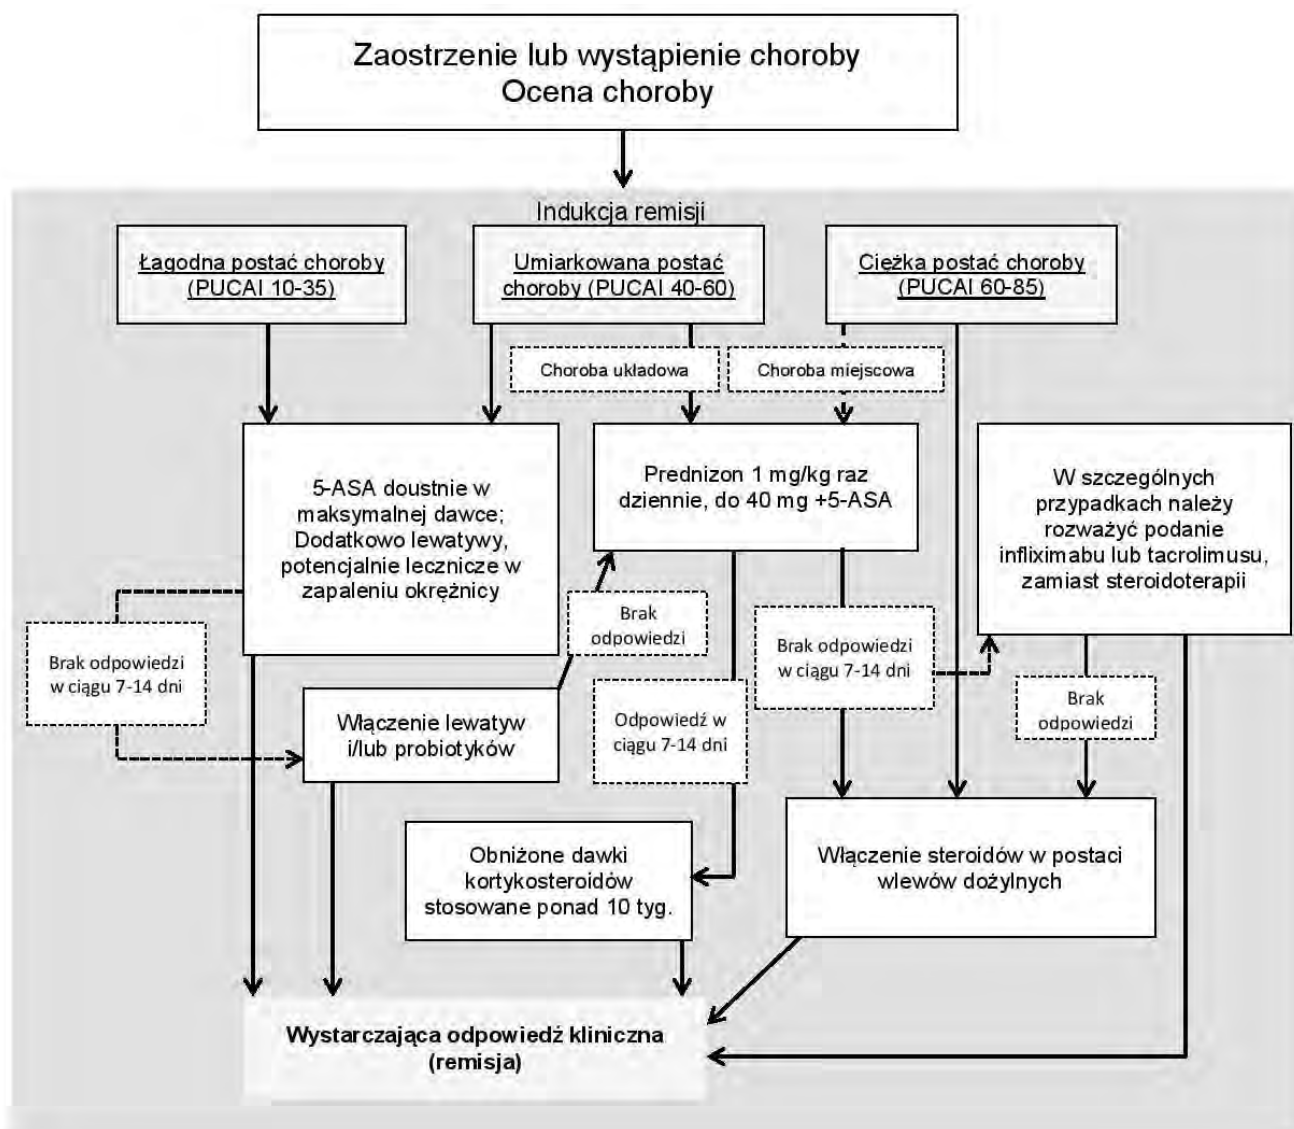 Zaostrzenie lub wystąpienie choroby
Ocena choroby
Indukcja remisji
Łagodna postać choroby
(PUCAI 10-35)
Umiarkowana postać
choroby (PUCAI 40-60)
Ciężka postać choroby
(PUCAI 60-85)
Choroba układowa
Choroba miejscowa
5-ASA doustnie w
maksymalnej dawce;
Dodatkowo lewatywy,
potencjalnie lecznicze w
zapaleniu okrężnicy
Prednizon 1 mg/kg raz
dziennie, do 40 mg +5-ASA
W szczególnych
przypadkach należy
rozważyć podanie
infliximabu lub tacrolimusu,
zamiast steroidoterapii
Brak odpowiedzi
w ciągu 7-14 dni
Brak
odpowiedzi
Brak odpowiedzi
w ciągu 7-14 dni
Brak
odpowiedzi
Włączenie lewatyw
i/lub probiotyków
Odpowiedź w
ciągu 7-14 dni
Obniżone dawki
kortykosteroidów
stosowane ponad 10 tyg.
Włączenie steroidów w postaci
wlewów dożylnych
Wystarczająca odpowiedź kliniczna
(remisja)